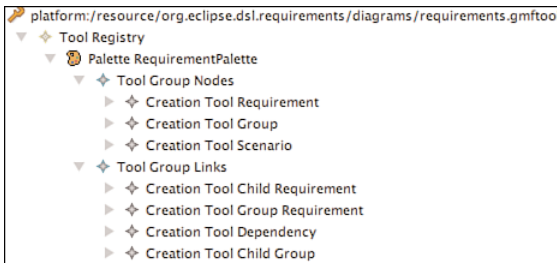 platform:/resource/org.eclipse.dsl.requirements/diagrams/requirements.gmftoo
Tool Registry
Palette RequirementPalette
Tool Group Nodes
Creation Tool Requirement
Creation Tool Group
Creation Tool Scenario
Tool Group Links
Creation Tool Child Requirement
Creation Tool Group Requirement
Creation Tool Dependency
Creation Tool Child Group